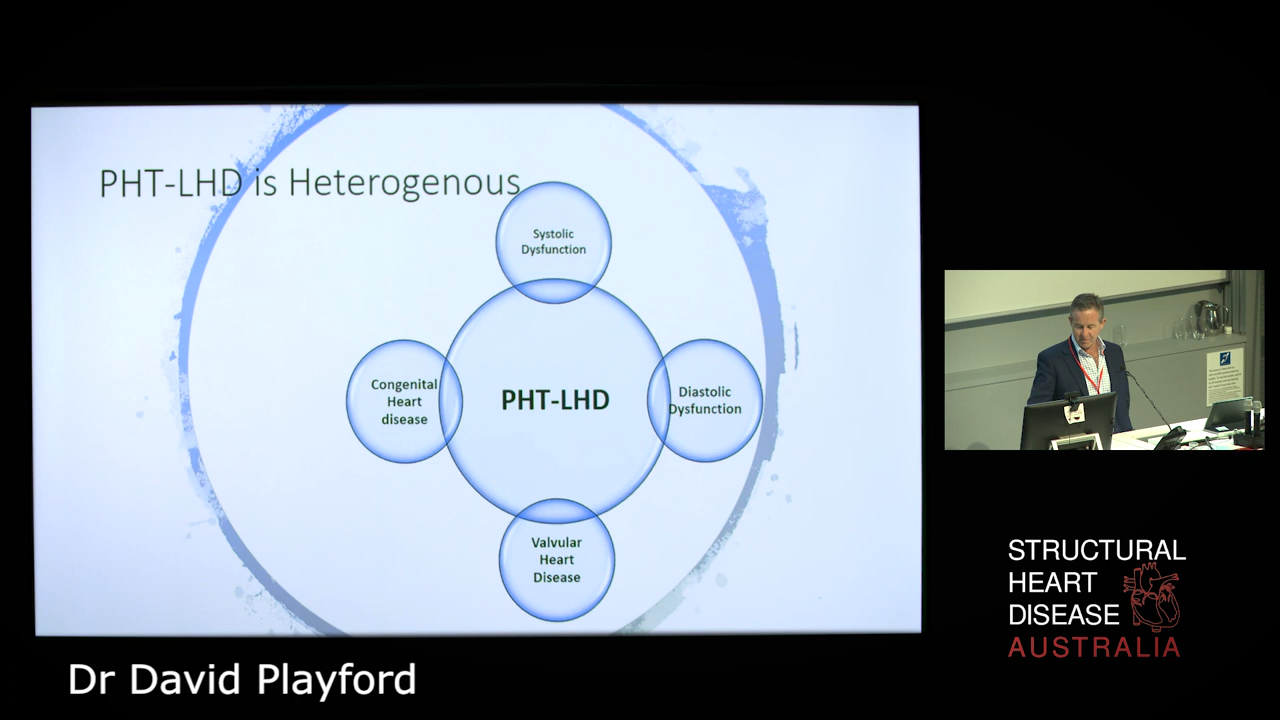 PHT-LHD is Heterogenous
Systolic
Dysfunction
Congenital
Heart
disease
PHT-LHD
Diastolic
Dysfunction
Valvular
Heart
Disease
STRUCTURAL
HEART
DISEASE
AUSTRALIA
Dr David Playford